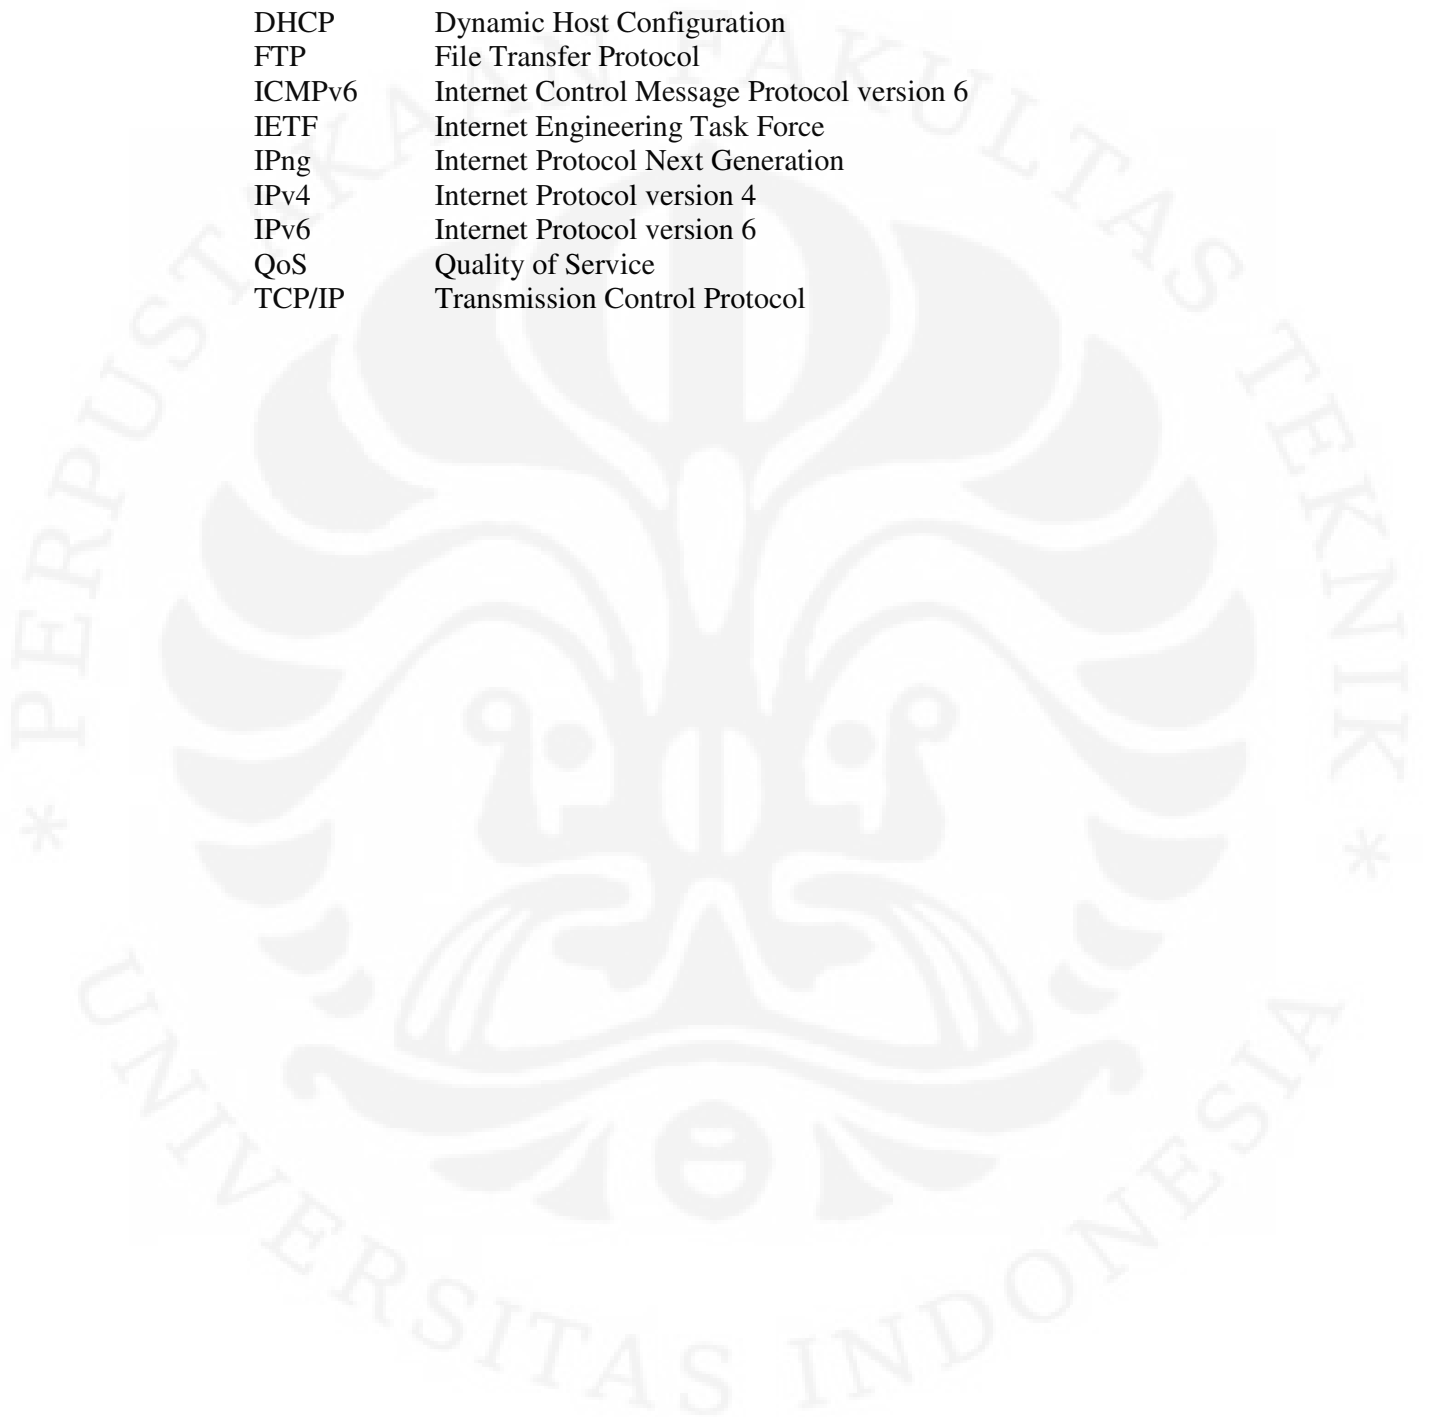 DHCP Dynamic Host Configuration
FTP File Transfer Protocol
ICMPv6 Internet Control Message Protocol version 6
IETF Internet Engineering Task Force
IPng Internet Protocol Next Generation
IPv4 Internet Protocol version 4
IPv6 Internet Protocol version 6
QoS Quality of Service
TCP/IP Transmission Control Protocol
* PERPUSTAKAAN FAKULTAS TEKNIK *
UNIVERSITAS INDONESIA